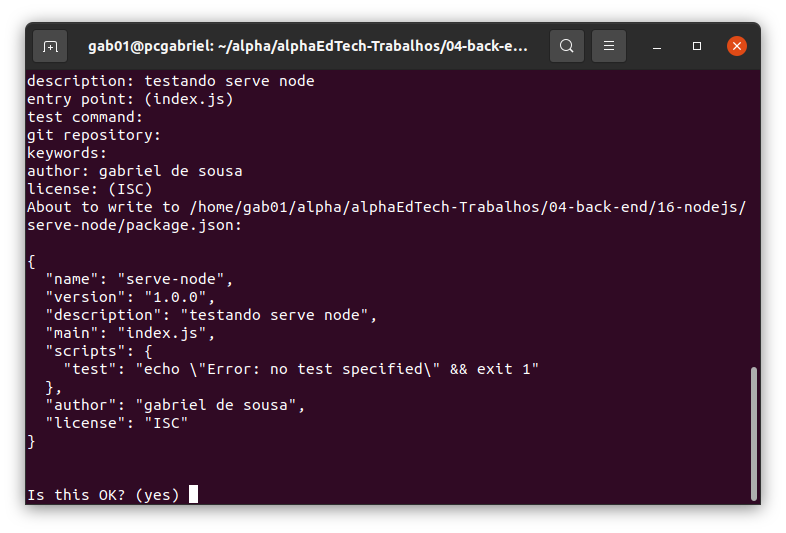 gab01@pcgabriel: ~/alpha/alphaEdTech-Trabalhos/04-back-e...
description: testando serve node
entry point: (index.js)
test command:
git repository:
keywords:
author: gabriel de sousa
license: (ISC)
About to write to /home/gab01/alpha/alphaEdTech-Trabalhos/04-back-end/16-nodejs/
serve-node/package.json:
{
  "name": "serve-node",
  "version": "1.0.0",
  "description": "testando serve node",
  "main": "index.js",
  "scripts": {
    "test": "echo \"Error: no test specified\" && exit 1"
  },
  "author": "gabriel de sousa",
  "license": "ISC"
}
Is this OK? (yes)